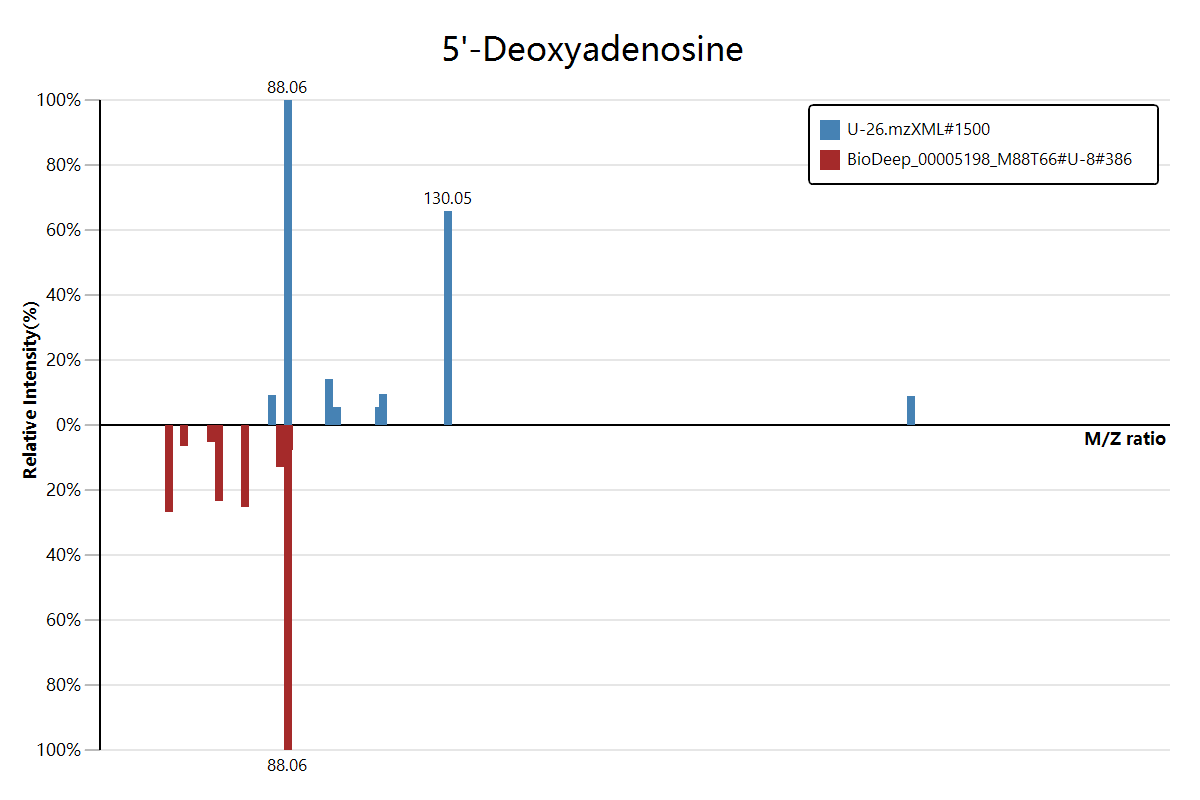 5'-Deoxyadenosine
88.06
100%
U-26.mzXML#1500
BioDeep_00005198_M88T66#U-8#386
80%
130.05
60%
40%
20%
0%
M/Z ratio
Relative Intensity(%)
20%
40%
60%
80%
100%
88.06